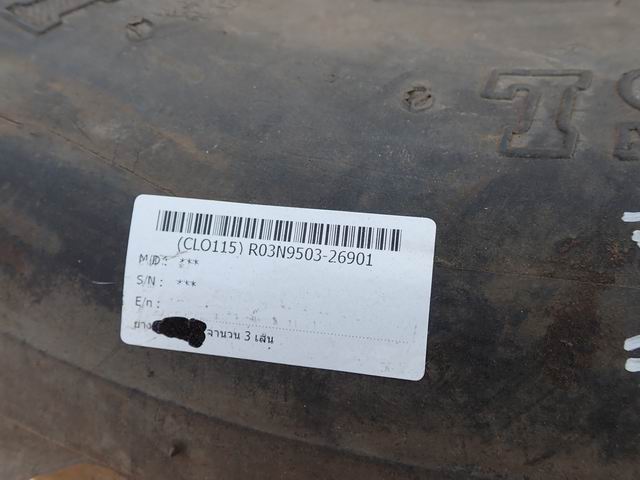 (CLO115) R03N9503-26901
M/D : ***
S/N : ***
E/n :
ยาง จำนวน 3 เส้น